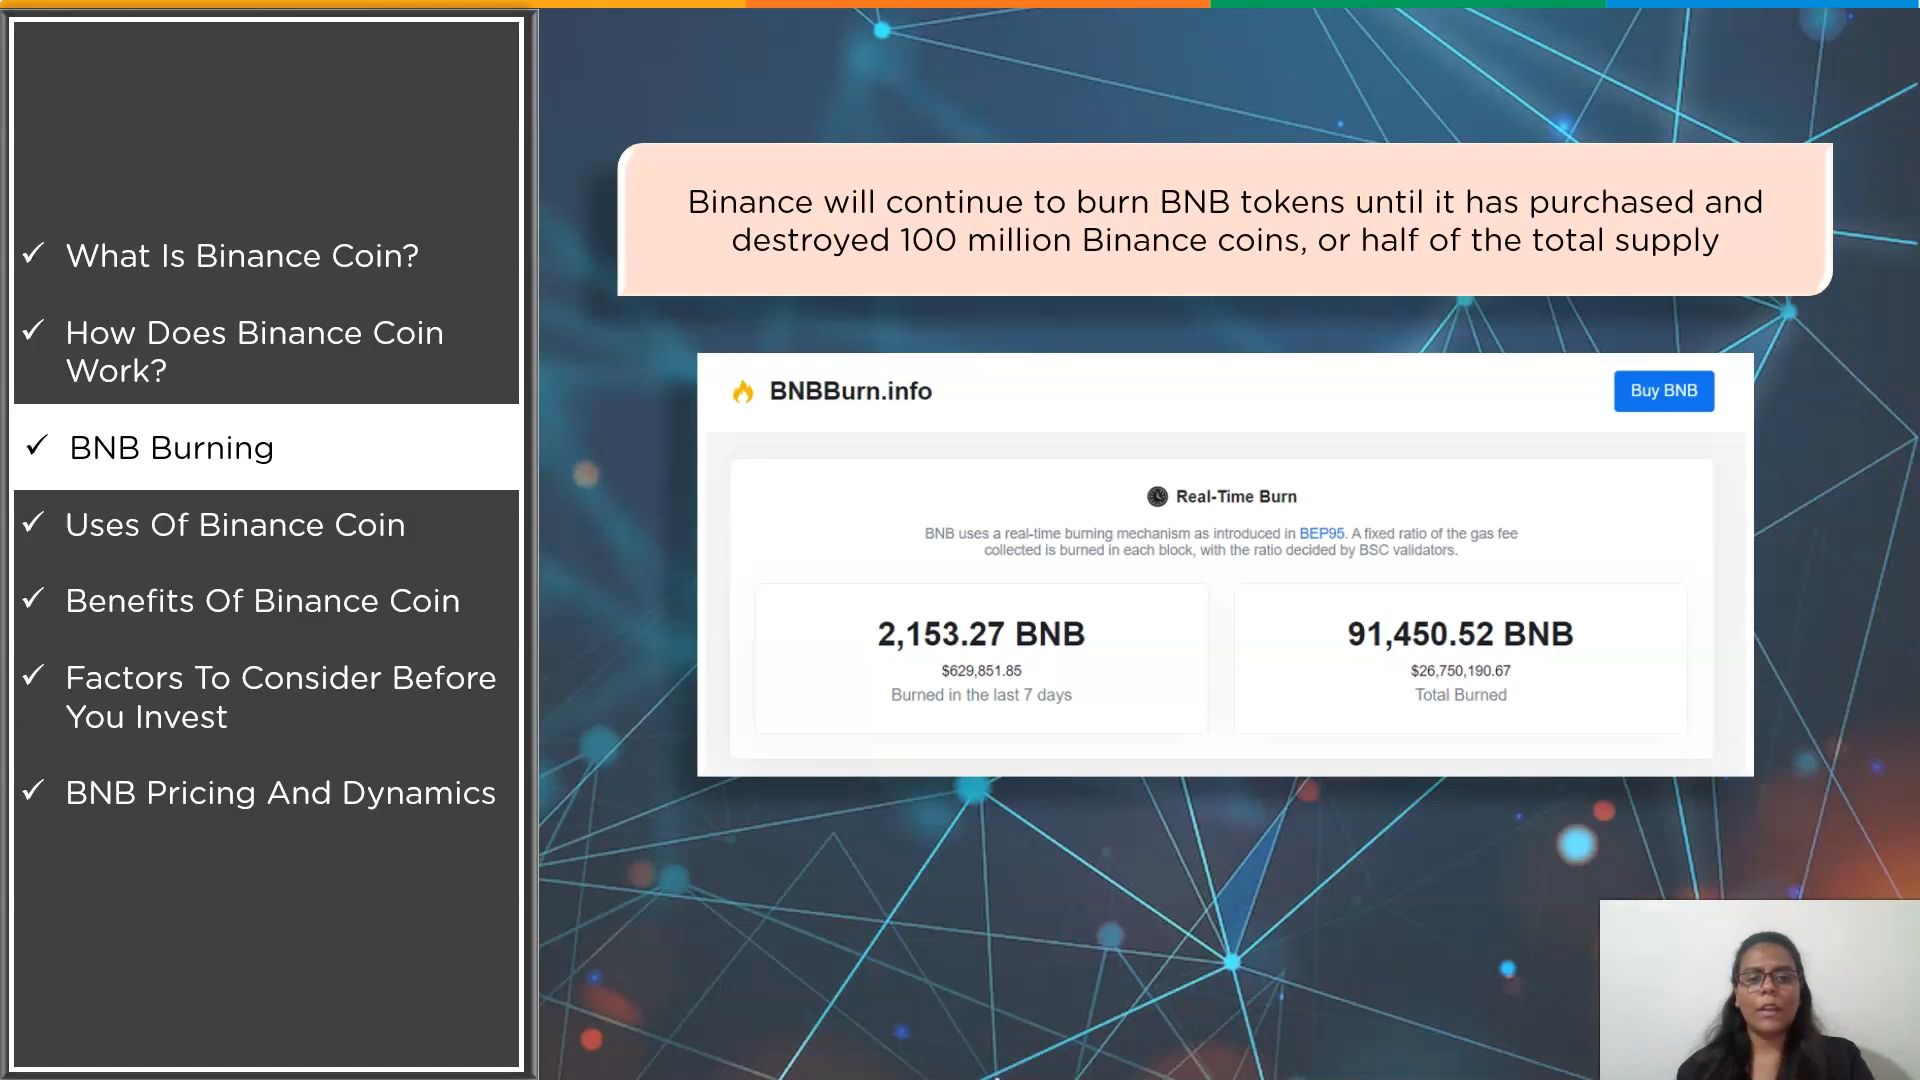 What Is Binance Coin?
How Does Binance Coin
Work?
BNB Burning
Uses Of Binance Coin
Benefits Of Binance Coin
Factors To Consider Before
You Invest
BNB Pricing And Dynamics
Binance will continue to burn BNB tokens until it has purchased and
destroyed 100 million Binance coins, or half of the total supply
BNBBurn.info
Buy BNB
Real-Time Burn
BNB uses a real-time burning mechanism as introduced in BEP95. A fixed ratio of the gas fee
collected is burned in each block, with the ratio decided by BSC validators.
2,153.27 BNB
$629,851.85
Burned in the last 7 days
91,450.52 BNB
$26,750,190.67
Total Burned